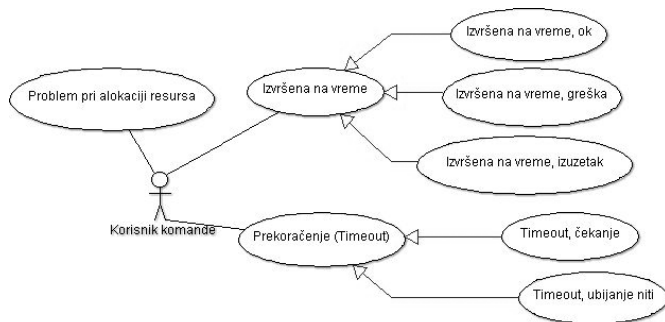 Izvršena na vreme, ok
Problem pri alokaciji resursa
Izvršena na vreme
Izvršena na vreme, greška
Izvršena na vreme, izuzetak
Korisnik komande
Prekoračenje (Timeout)
Timeout, čekanje
Timeout, ubijanje niti